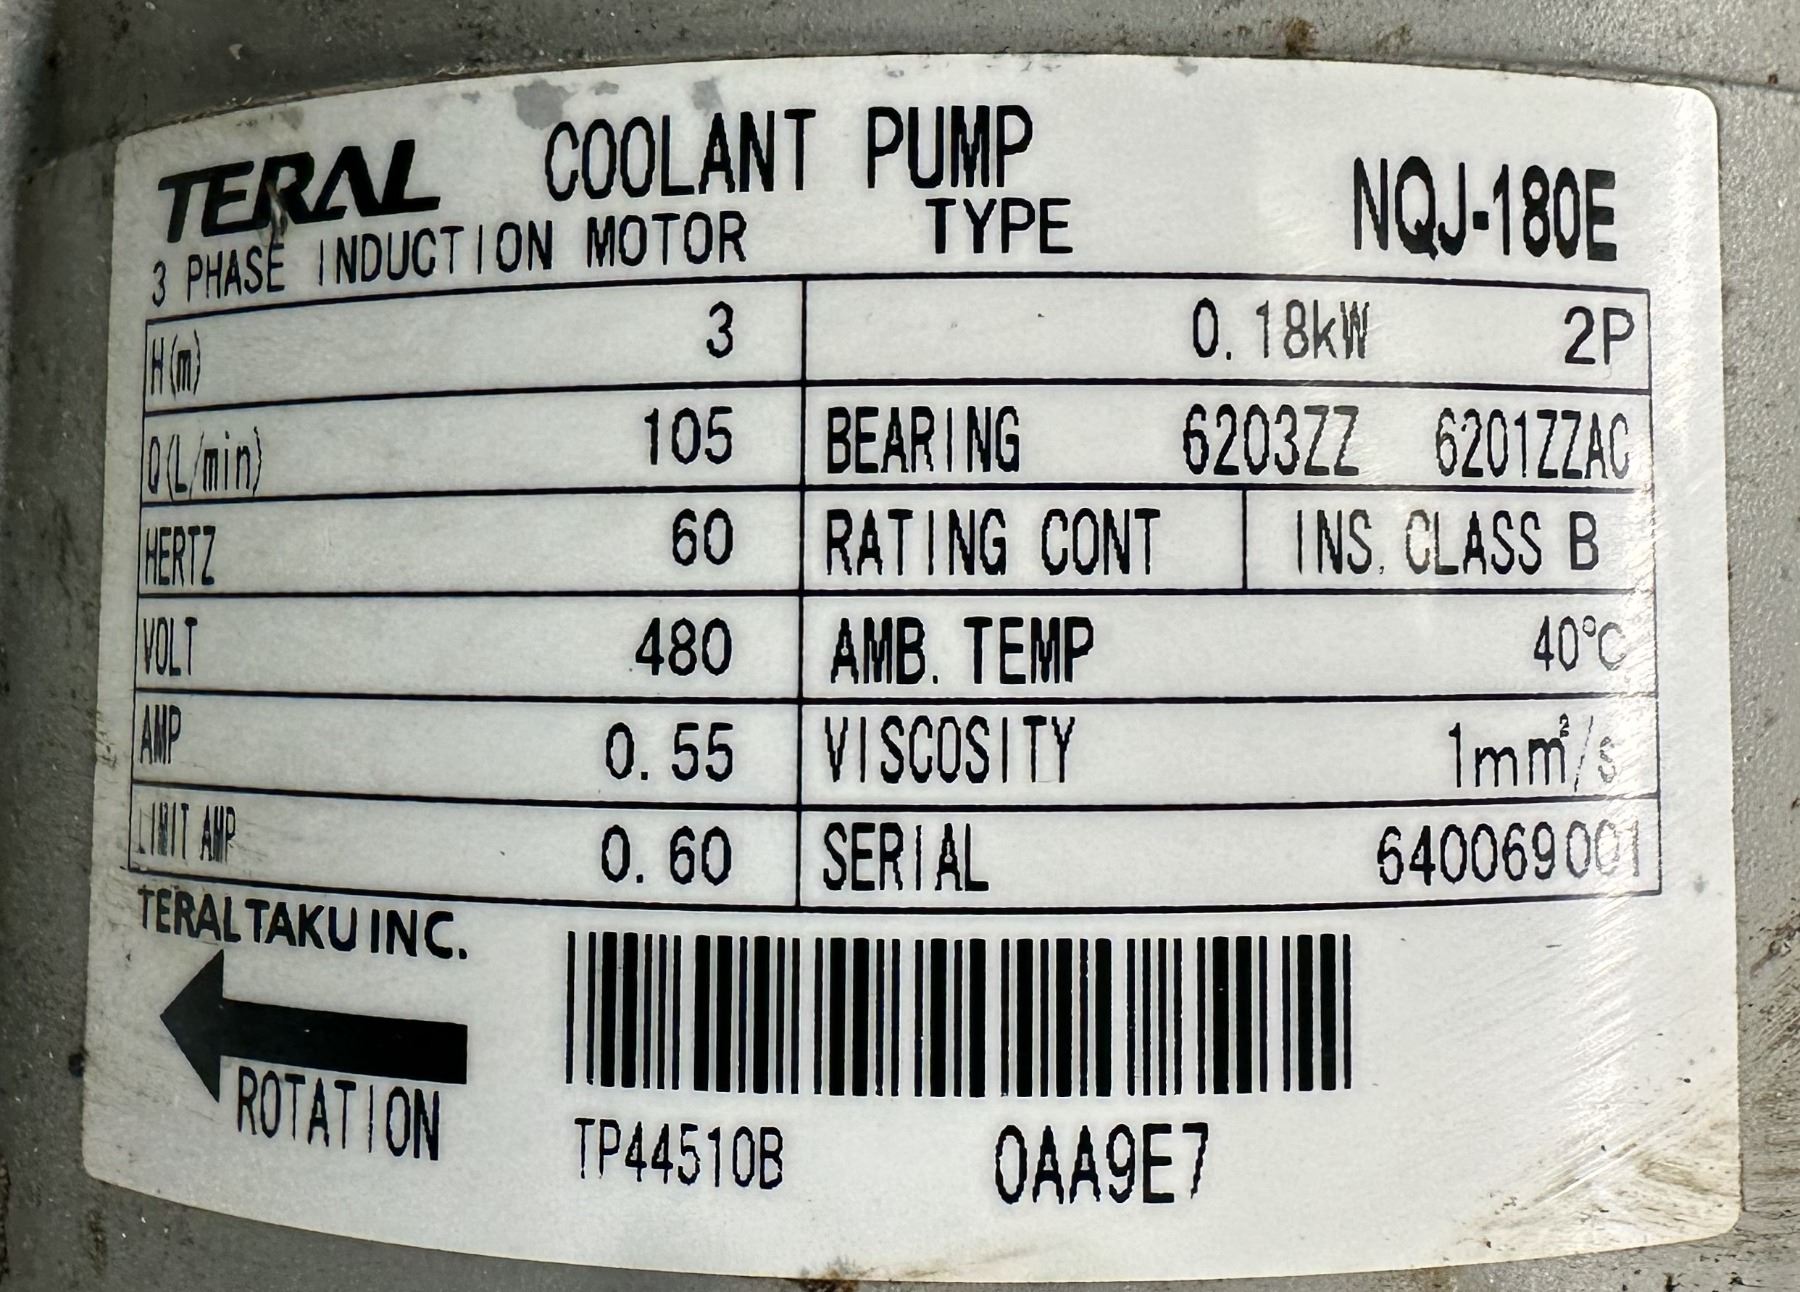 TERAL COOLANT PUMP
3 PHASE INDUCTION MOTOR TYPE NQJ-180E
H(m) 3 0.18kW 2P
Q(L/min) 105 BEARING 6203ZZ 6201ZZAC
HERTZ 60 RATING CONT INS. CLASS B
VOLT 480 AMB. TEMP 40°C
AMP 0.55 VISCOSITY 1mm²/s
LIMIT AMP 0.60 SERIAL 640069001
TERAL TAKU INC.
ROTATION
TP44510B 0AA9E7